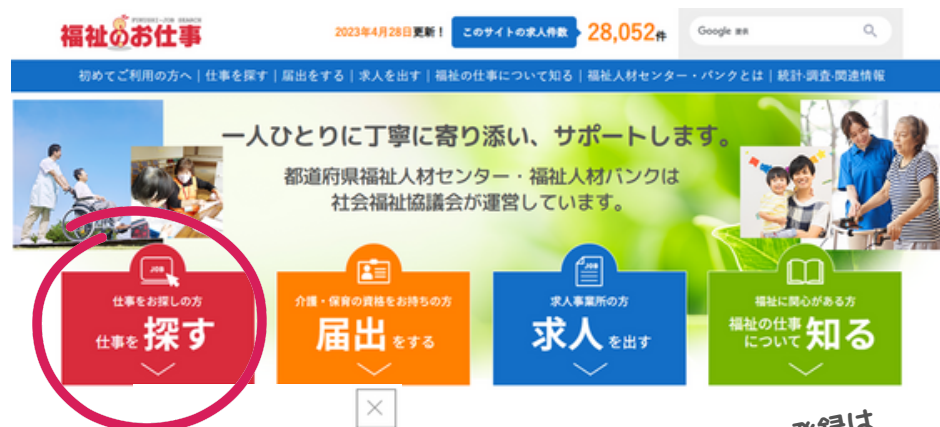 FUKUSHI-JOB SEARCH
福祉のお仕事
2023年4月28日更新！
このサイトの求人件数
28,052件
Google 提供
初めてご利用の方へ | 仕事を探す | 届出をする | 求人を出す | 福祉の仕事について知る | 福祉人材センター・バンクとは | 統計・調査・関連情報
一人ひとりに丁寧に寄り添い、サポートします。
都道府県福祉人材センター・福祉人材バンクは
社会福祉協議会が運営しています。
JOB
仕事をお探しの方
仕事を探す
介護・保育の資格をお持ちの方
届出をする
JOB
求人事業所の方
求人を出す
福祉に関心がある方
福祉の仕事
について知る
登録は